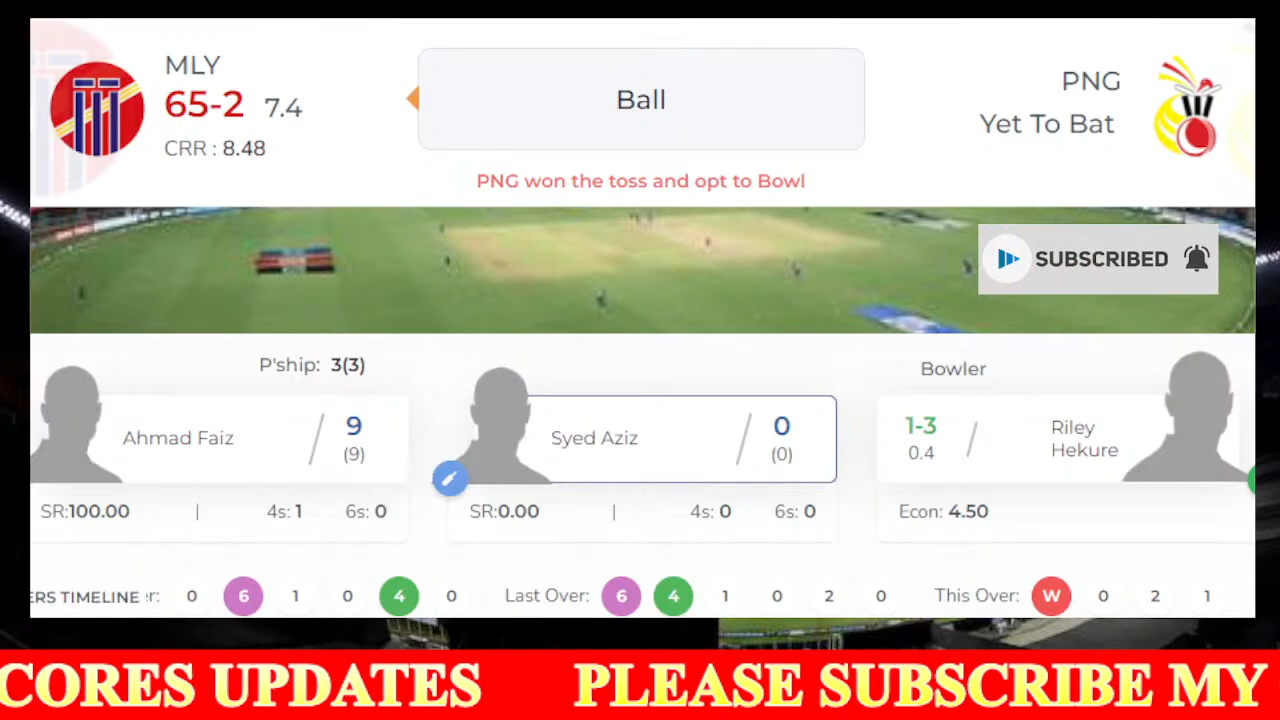 MLY
65-2 7.4
CRR : 8.48
Ball
PNG won the toss and opt to Bowl
PNG
Yet To Bat
SUBSCRIBED
P'ship: 3(3)
Ahmad Faiz 9
(9)
SR:100.00 | 4s: 1 6s: 0
Syed Aziz 0
(0)
SR:0.00 | 4s: 0 6s: 0
Bowler
1-3
0.4
Riley
Hekure
Econ: 4.50
ERS TIMELINE r: 0 6 1 0 4 0 Last Over: 6 4 1 0 2 0 This Over: W 0 2 1
CORES UPDATES PLEASE SUBSCRIBE MY